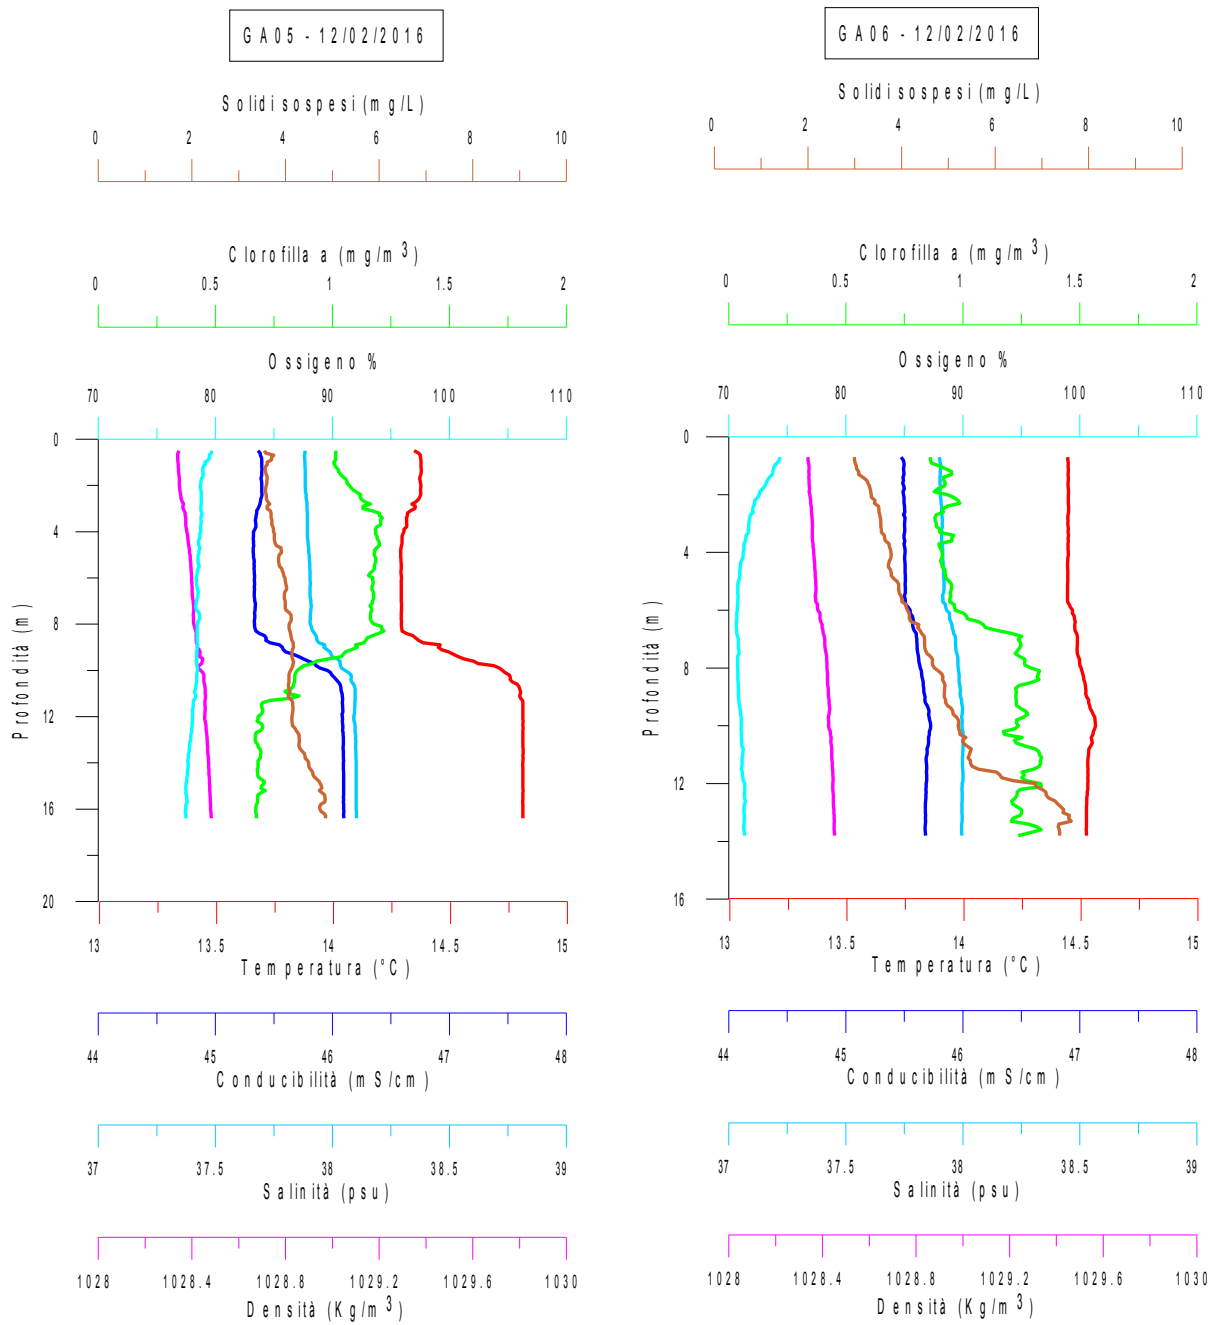 GA05 - 12/02/2016
Solidi sospesi (mg/L)
0 2 4 6 8 10
Clorofilla a (mg/m3)
0 0.5 1 1.5 2
Ossigeno %
70 80 90 100 110
0
4
8
12
16
20
Profondità (m)
13 13.5 14 14.5 15
Temperatura (°C)
44 45 46 47 48
Conducibilità (mS/cm)
37 37.5 38 38.5 39
Salinità (psu)
1028 1028.4 1028.8 1029.2 1029.6 1030
Densità (Kg/m3)
GA06 - 12/02/2016
Solidi sospesi (mg/L)
0 2 4 6 8 10
Clorofilla a (mg/m3)
0 0.5 1 1.5 2
Ossigeno %
70 80 90 100 110
0
4
8
12
16
Profondità (m)
13 13.5 14 14.5 15
Temperatura (°C)
44 45 46 47 48
Conducibilità (mS/cm)
37 37.5 38 38.5 39
Salinità (psu)
1028 1028.4 1028.8 1029.2 1029.6 1030
Densità (Kg/m3)